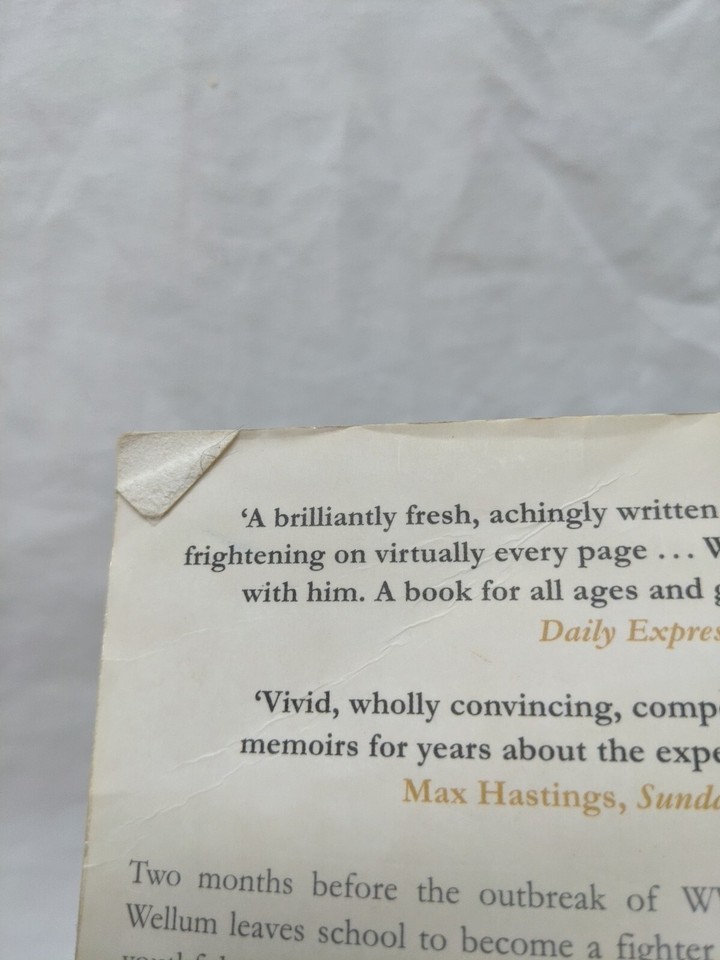 ‘A brilliantly fresh, achingly written
frightening on virtually every page ... W
with him. A book for all ages and g
Daily Expres
‘Vivid, wholly convincing, comp
memoirs for years about the expe
Max Hastings, Sunda
Two months before the outbreak of WW
Wellum leaves school to become a fighter